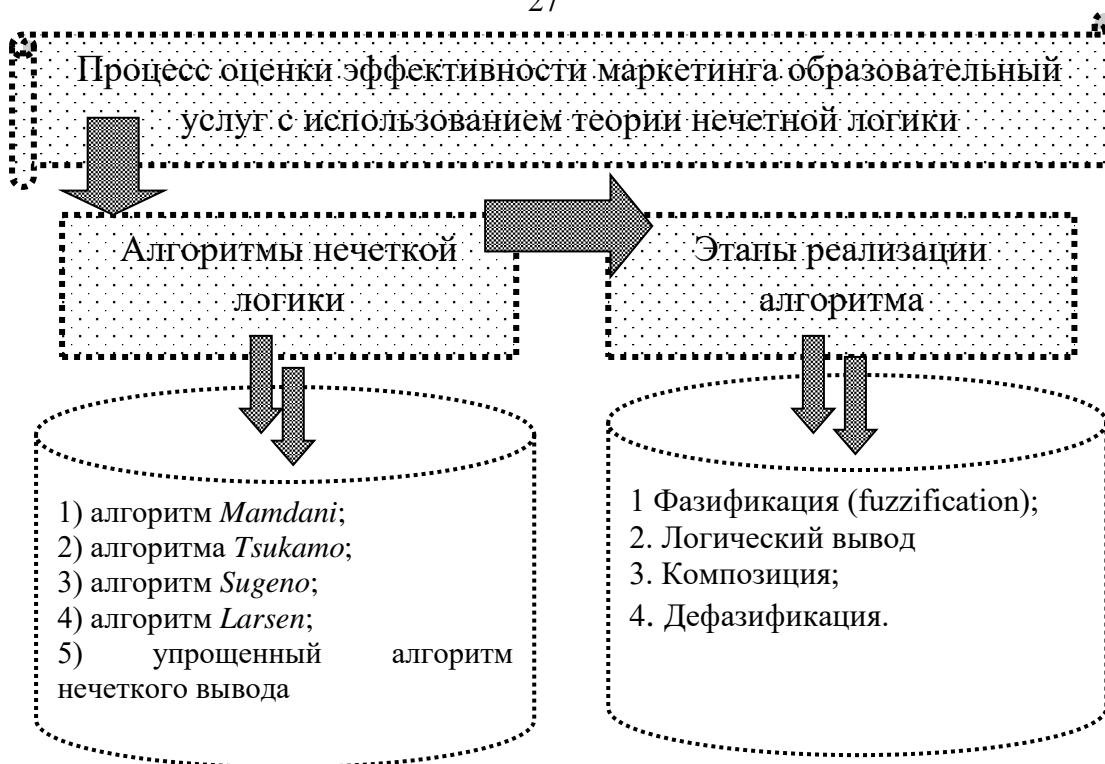 27
Процесс оценки эффективности маркетинга образовательный
услуг с использованием теории нечетной логики
Алгоритмы нечеткой
логики
Этапы реализации
алгоритма
1) алгоритм Mamdani;
2) алгоритма Tsukamo;
3) алгоритм Sugeno;
4) алгоритм Larsen;
5) упрощенный алгоритм
нечеткого вывода
1 Фазификация (fuzzification);
2. Логический вывод
3. Композиция;
4. Дефазификация.